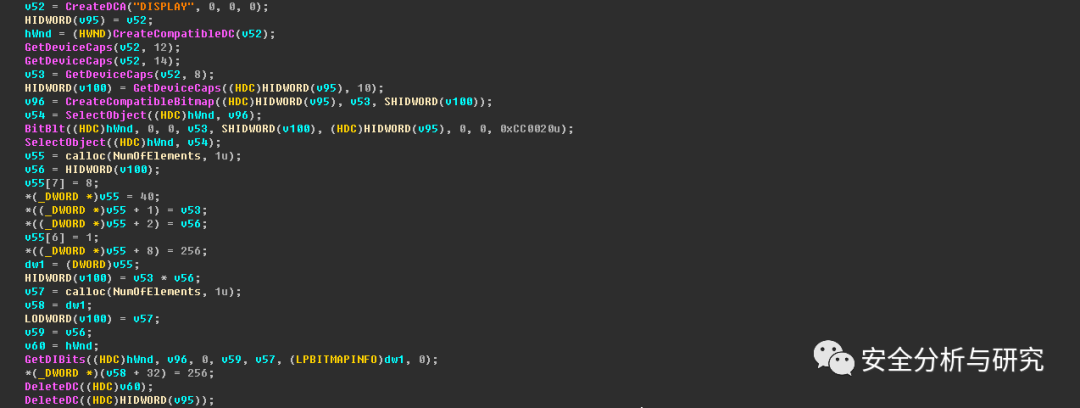 v52 = CreateDCA("DISPLAY", 0, 0, 0);
HIDWORD(v95) = v52;
hWnd = (HWND)CreateCompatibleDC(v52);
GetDeviceCaps(v52, 12);
GetDeviceCaps(v52, 14);
v53 = GetDeviceCaps(v52, 8);
HIDWORD(v100) = GetDeviceCaps((HDC)HIDWORD(v95), 10);
v96 = CreateCompatibleBitmap((HDC)HIDWORD(v95), v53, SHIDWORD(v100));
v54 = SelectObject((HDC)hWnd, v96);
BitBlt((HDC)hWnd, 0, 0, v53, SHIDWORD(v100), (HDC)HIDWORD(v95), 0, 0, 0xCC0020u);
SelectObject((HDC)hWnd, v54);
v55 = calloc(NumOfElements, 1u);
v56 = HIDWORD(v100);
v55[7] = 8;
*(_DWORD *)v55 = 40;
*((_DWORD *)v55 + 1) = v53;
*((_DWORD *)v55 + 2) = v56;
v55[6] = 1;
*((_DWORD *)v55 + 8) = 256;
dw1 = (DWORD)v55;
HIDWORD(v100) = v53 * v56;
v57 = calloc(NumOfElements, 1u);
v58 = dw1;
LODWORD(v100) = v57;
v59 = v56;
v60 = hWnd;
GetDIBits((HDC)hWnd, v96, 0, v59, v57, (LPBITMAPINFO)dw1, 0);
*(_DWORD *)(v58 + 32) = 256;
DeleteDC((HDC)v60);
DeleteDC((HDC)HIDWORD(v95));
安全分析与研究